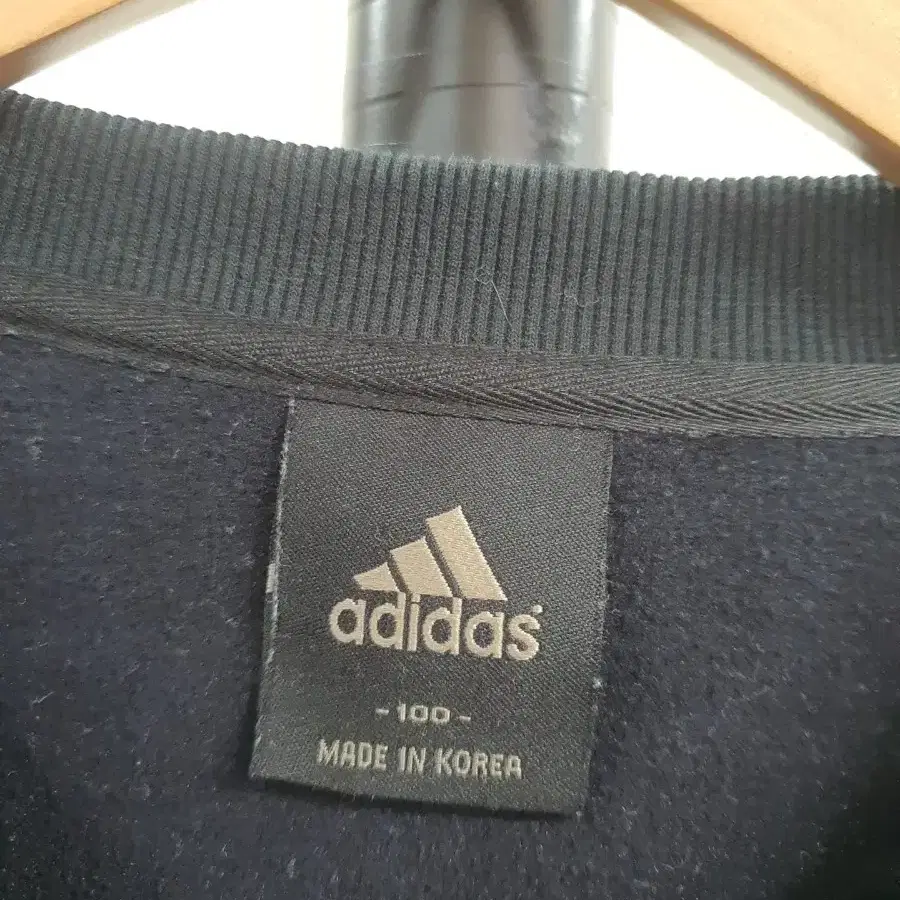 adidas
- 100 -
MADE IN KOREA